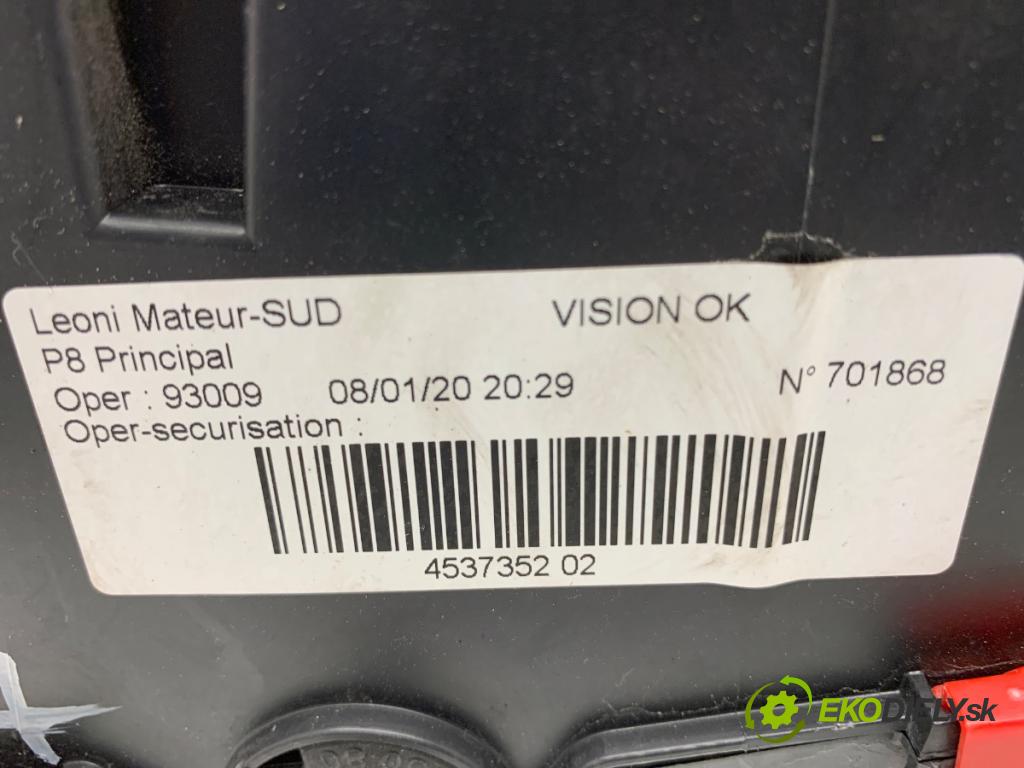 Leoni Mateur-SUD VISION OK
P8 Principal
Oper : 93009 08/01/20 20:29 N° 701868
Oper-securisation :
4537352 02
EKODIELY.sk